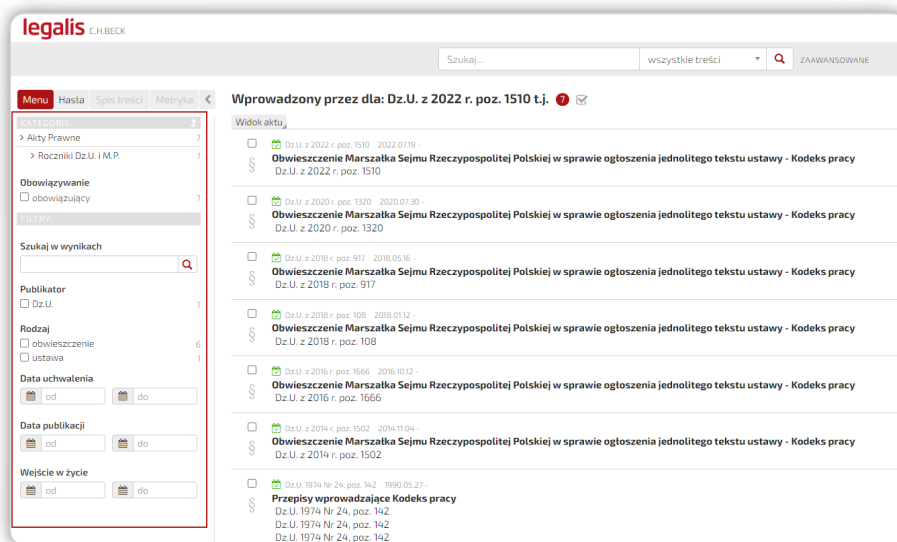 legalis C.H.BECK
Szukaj... wszystkie treści ZAAWANSOWANE
Menu Hasła Spis treści Metryka
KATEGORIE:
> Akty Prawne 7
> Roczniki Dz.U. i M.P. 7
Obowiązywanie
obowiązujący 7
FILTRY:
Szukaj w wynikach
Publikator
Dz.U. 7
Rodzaj
obwieszczenie 6
ustawa 1
Data uchwalenia
od do
Data publikacji
od do
Wejście w życie
od do
Wprowadzony przez dla: Dz.U. z 2022 r. poz. 1510 t.j. 7
Widok aktu
Dz.U. z 2022 r. poz. 1510 2022.07.19 -
§ Obwieszczenie Marszałka Sejmu Rzeczypospolitej Polskiej w sprawie ogłoszenia jednolitego tekstu ustawy - Kodeks pracy
Dz.U. z 2022 r. poz. 1510
Dz.U. z 2020 r. poz. 1320 2020.07.30 -
§ Obwieszczenie Marszałka Sejmu Rzeczypospolitej Polskiej w sprawie ogłoszenia jednolitego tekstu ustawy - Kodeks pracy
Dz.U. z 2020 r. poz. 1320
Dz.U. z 2018 r. poz. 917 2018.05.16 -
§ Obwieszczenie Marszałka Sejmu Rzeczypospolitej Polskiej w sprawie ogłoszenia jednolitego tekstu ustawy - Kodeks pracy
Dz.U. z 2018 r. poz. 917
Dz.U. z 2018 r. poz. 108 2018.01.12 -
§ Obwieszczenie Marszałka Sejmu Rzeczypospolitej Polskiej w sprawie ogłoszenia jednolitego tekstu ustawy - Kodeks pracy
Dz.U. z 2018 r. poz. 108
Dz.U. z 2016 r. poz. 1666 2016.10.12 -
§ Obwieszczenie Marszałka Sejmu Rzeczypospolitej Polskiej w sprawie ogłoszenia jednolitego tekstu ustawy - Kodeks pracy
Dz.U. z 2016 r. poz. 1666
Dz.U. z 2014 r. poz. 1502 2014.11.04 -
§ Obwieszczenie Marszałka Sejmu Rzeczypospolitej Polskiej w sprawie ogłoszenia jednolitego tekstu ustawy - Kodeks pracy
Dz.U. z 2014 r. poz. 1502
Dz.U. 1974 Nr 24, poz. 142 1990.05.27 -
§ Przepisy wprowadzające Kodeks pracy
Dz.U. 1974 Nr 24, poz. 142
Dz.U. 1974 Nr 24, poz. 142
Dz.U. 1974 Nr 24, poz. 142